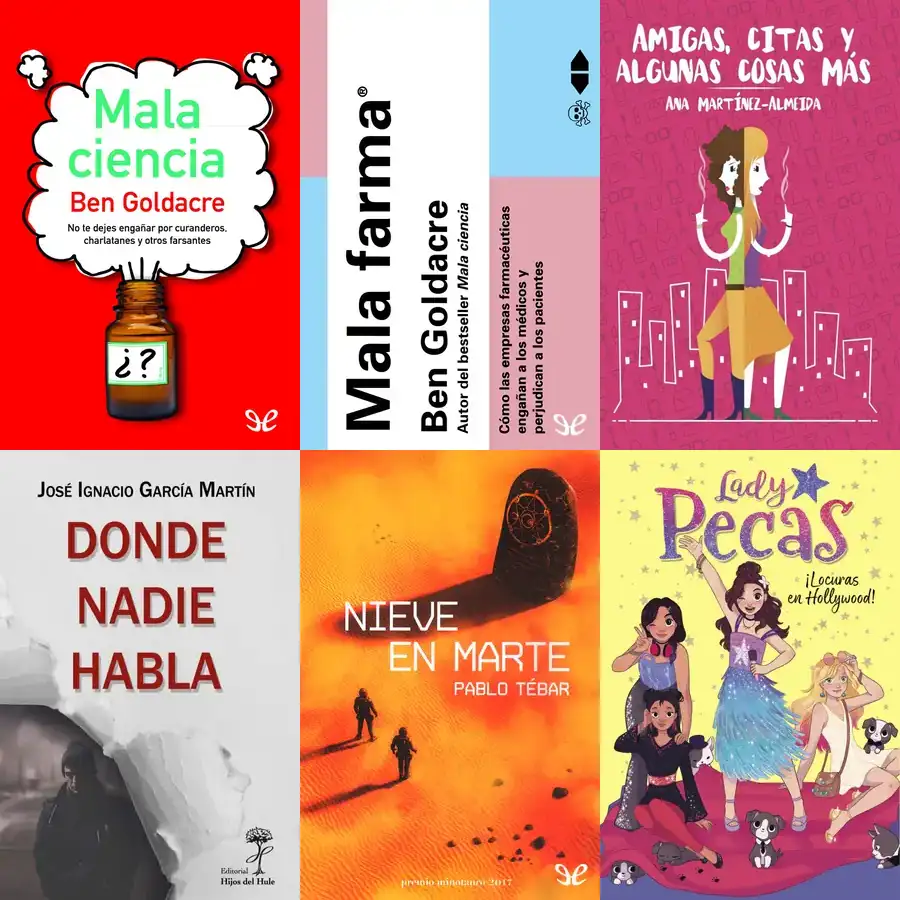 Mala
ciencia
Ben Goldacre
No te dejes engañar por curanderos,
charlatanes y otros farsantes
¿?
Mala farma®
Ben Goldacre
Autor del bestseller Mala ciencia
Cómo las empresas farmacéuticas
engañan a los médicos y
perjudican a los pacientes
AMIGAS, CITAS Y
ALGUNAS COSAS MÁS
ANA MARTÍNEZ-ALMEIDA
JOSÉ IGNACIO GARCÍA MARTÍN
DONDE
NADIE
HABLA
Editorial
Hijos del Hule
NIEVE
EN MARTE
PABLO TÉBAR
premio minotauro 2017
Lady
Pecas
¡Locuras
en Hollywood!